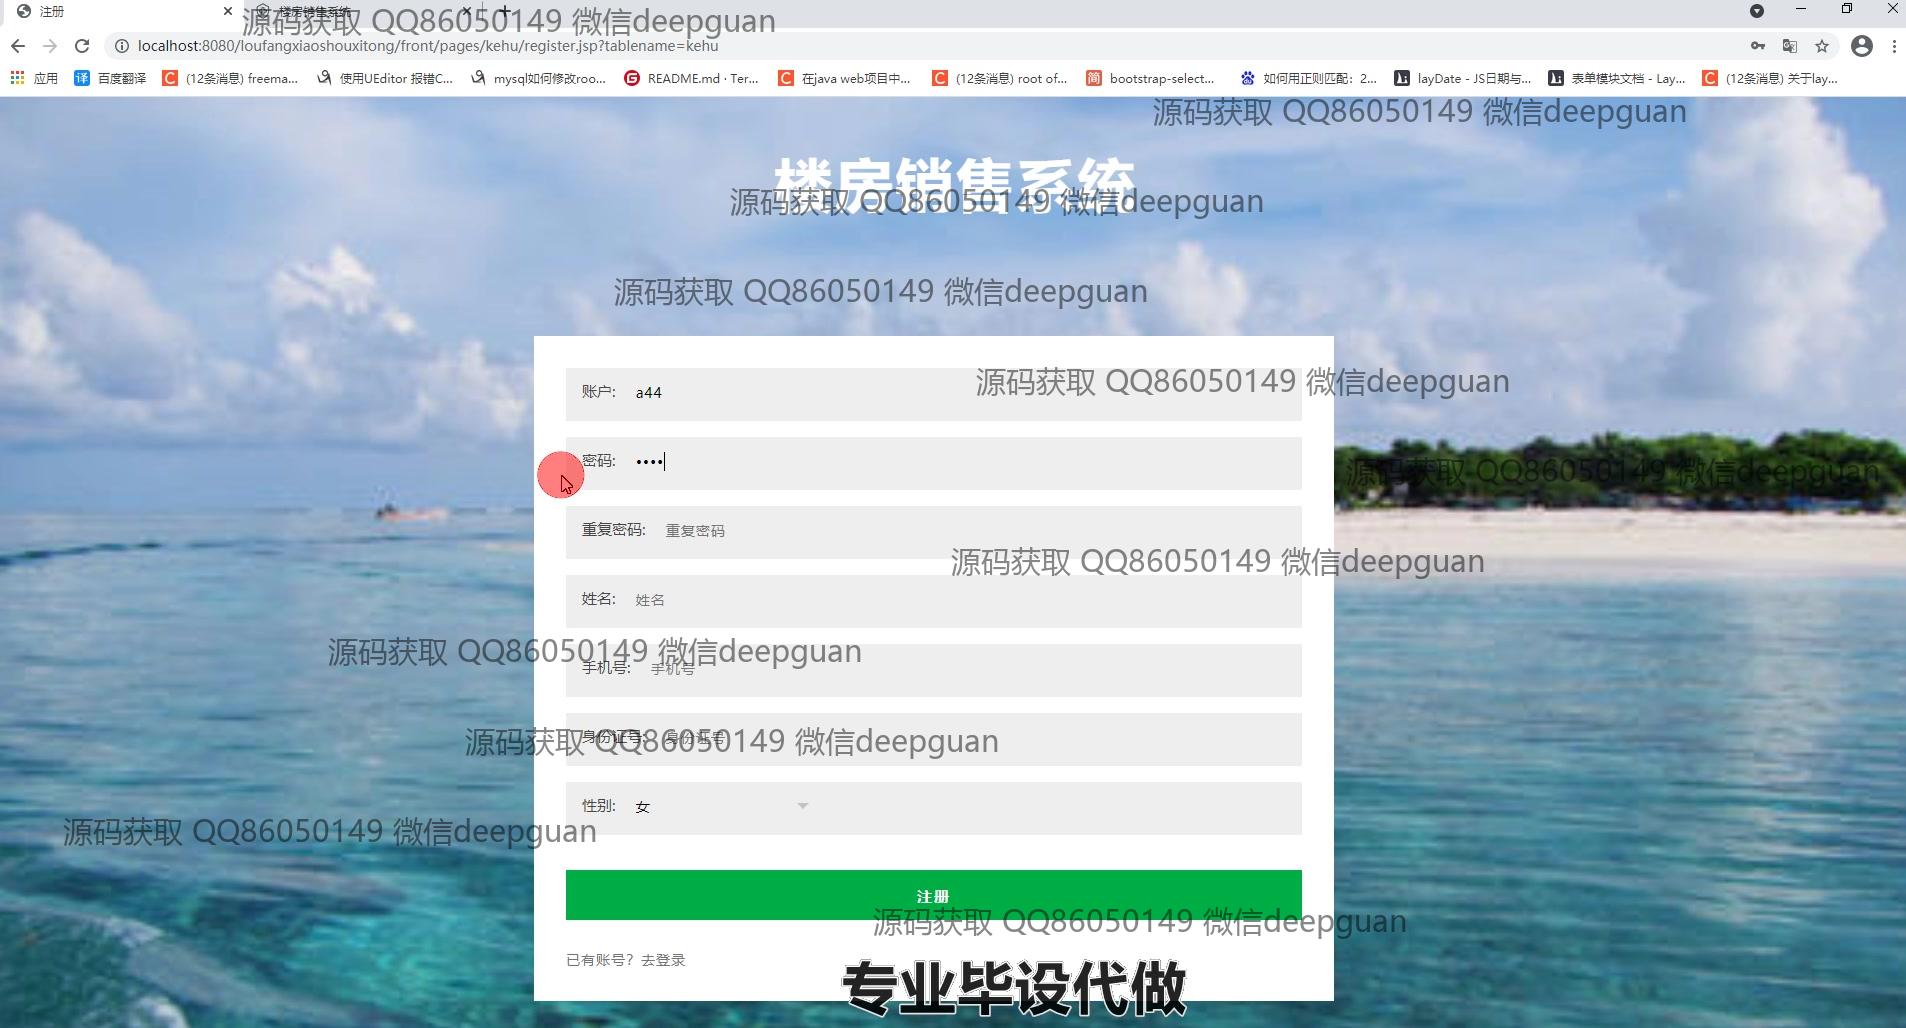 注册
楼房销售系统
源码获取 QQ86050149 微信deepguan
localhost:8080/loufangxiaoshouxitong/front/pages/kehu/register.jsp?tablename=kehu
应用 百度翻译 (12条消息) freema... 使用UEditor 报错C... mysql如何修改roo... README.md · Ter... 在java web项目中... (12条消息) root of... bootstrap-select... 如何用正则匹配：2... layDate - JS日期与... 表单模块文档 - Lay... (12条消息) 关于lay...
源码获取 QQ86050149 微信deepguan
楼房销售系统
源码获取 QQ86050149 微信deepguan
源码获取 QQ86050149 微信deepguan
账户: a44
源码获取 QQ86050149 微信deepguan
密码: ••••
源码获取 QQ86050149 微信deepguan
重复密码: 重复密码
源码获取 QQ86050149 微信deepguan
姓名: 姓名
源码获取 QQ86050149 微信deepguan
手机号: 手机号
身份证号: 身份证号
源码获取 QQ86050149 微信deepguan
性别: 女
源码获取 QQ86050149 微信deepguan
注册
源码获取 QQ86050149 微信deepguan
已有账号？去登录
专业毕设代做